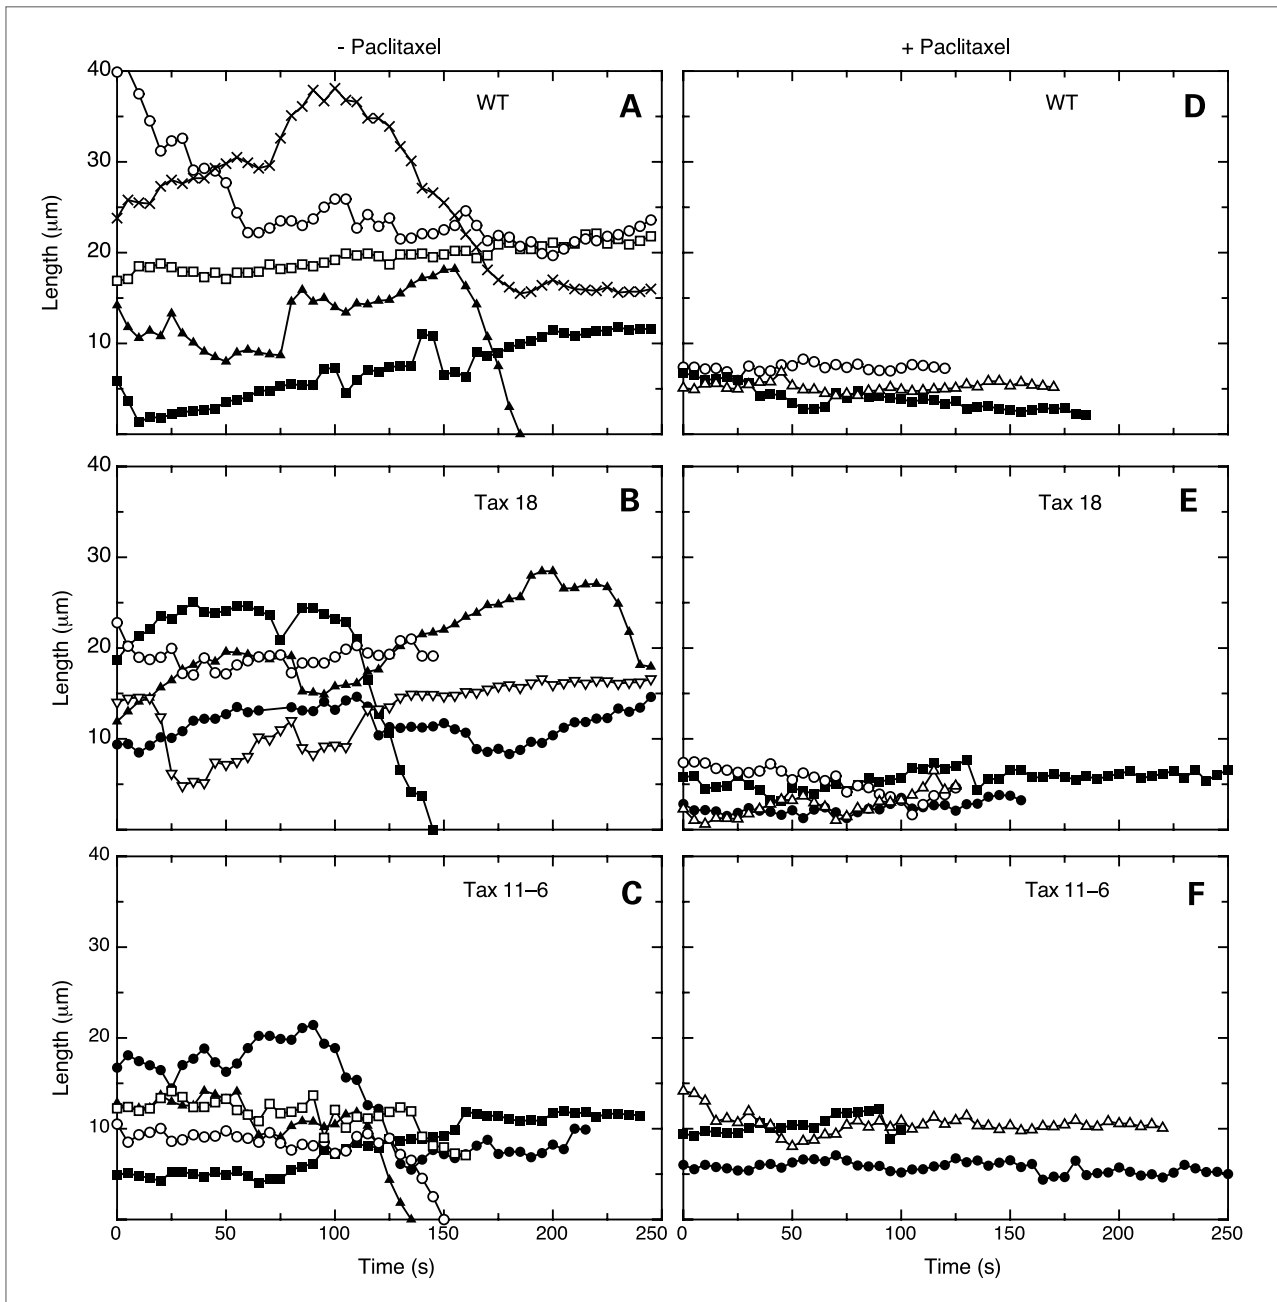 - Paclitaxel + Paclitaxel
40 WT A WT D
30
Length (μm)
20
10
40 Tax 18 B Tax 18 E
30
Length (μm)
20
10
40 Tax 11–6 C Tax 11–6 F
30
Length (μm)
20
10
0 50 100 150 200 250 0 50 100 150 200 250
Time (s) Time (s)